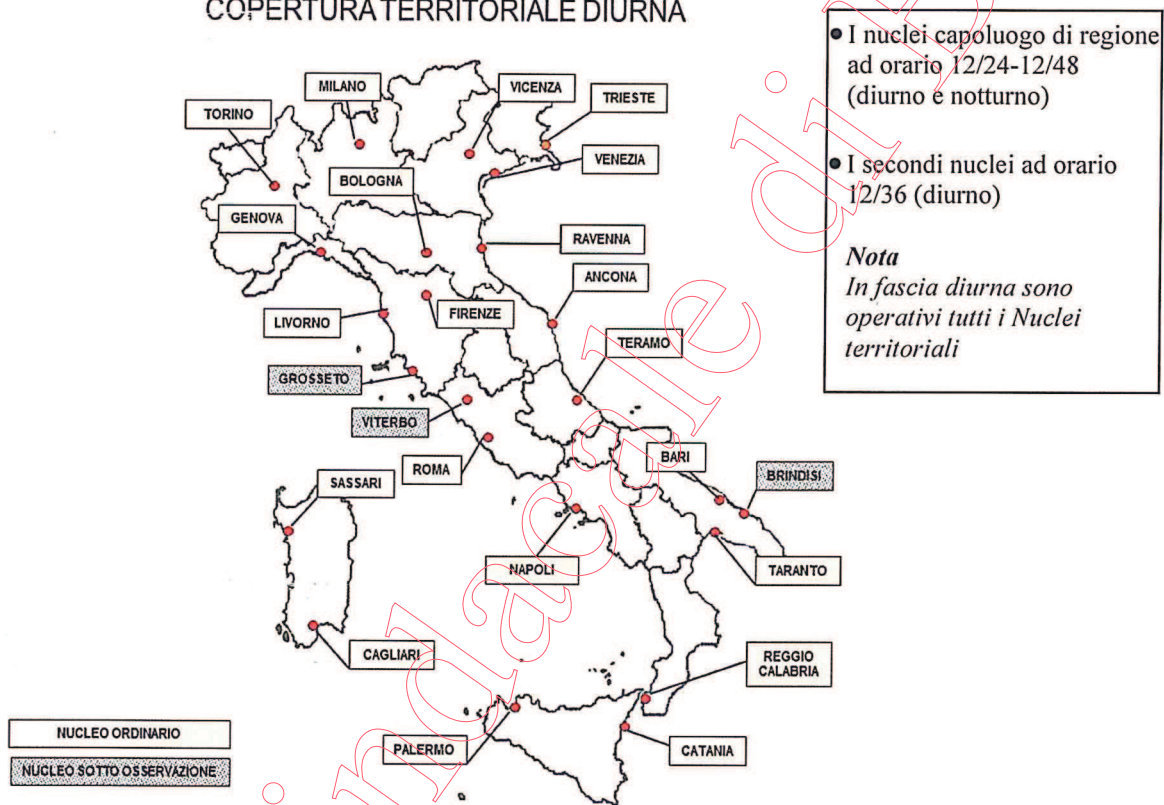 COPERTURA TERRITORIALE DIURNA
• I nuclei capoluogo di regione
ad orario 12/24-12/48
(diurno e notturno)
• I secondi nuclei ad orario
12/36 (diurno)
Nota
In fascia diurna sono
operativi tutti i Nuclei
territoriali
MILANO
VICENZA
TRIESTE
TORINO
VENEZIA
BOLOGNA
GENOVA
RAVENNA
ANCONA
LIVORNO
FIRENZE
TERAMO
GROSSETO
VITERBO
ROMA
BARI
BRINDISI
SASSARI
NAPOLI
TARANTO
CAGLIARI
REGGIO
CALABRIA
PALERMO
CATANIA
NUCLEO ORDINARIO
NUCLEO SOTTO OSSERVAZIONE